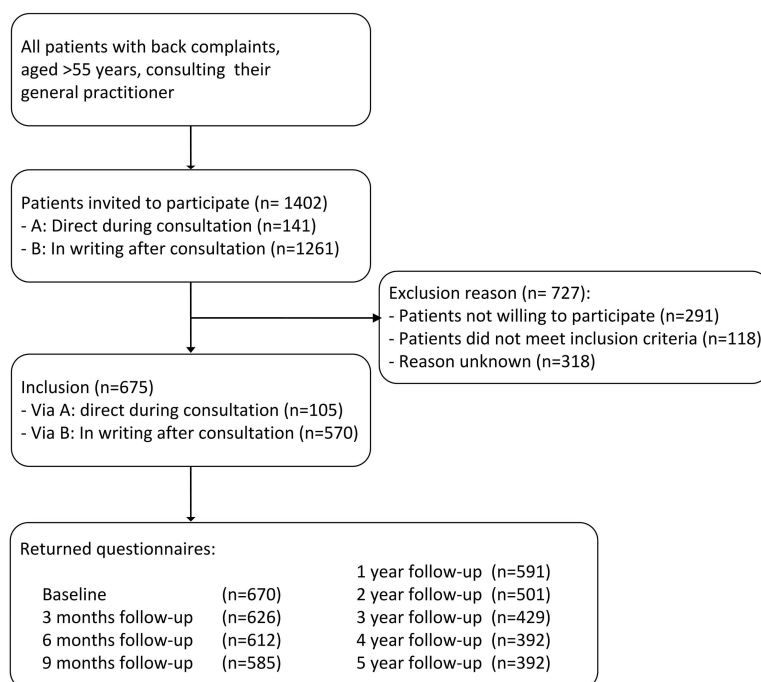 All patients with back complaints,
aged >55 years, consulting their
general practitioner
Patients invited to participate (n= 1402)
- A: Direct during consultation (n=141)
- B: In writing after consultation (n=1261)
Exclusion reason (n= 727):
- Patients not willing to participate (n=291)
- Patients did not meet inclusion criteria (n=118)
- Reason unknown (n=318)
Inclusion (n=675)
- Via A: direct during consultation (n=105)
- Via B: In writing after consultation (n=570)
Returned questionnaires:
Baseline (n=670)
3 months follow-up (n=626)
6 months follow-up (n=612)
9 months follow-up (n=585)
1 year follow-up (n=591)
2 year follow-up (n=501)
3 year follow-up (n=429)
4 year follow-up (n=392)
5 year follow-up (n=392)